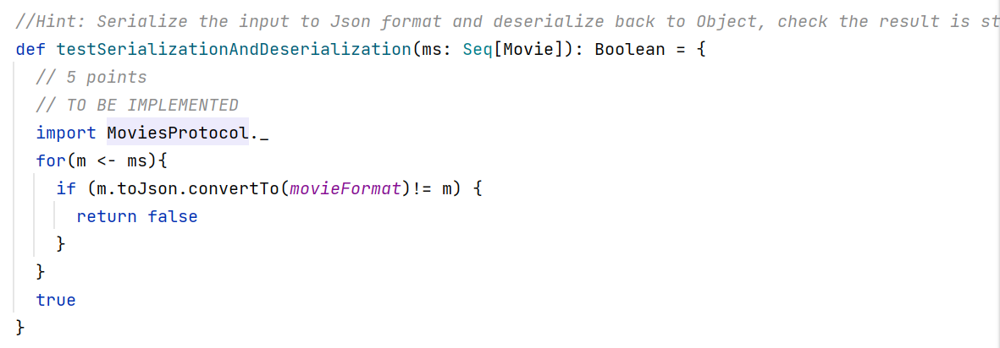 //Hint: Serialize the input to Json format and deserialize back to Object, check the result is st
def testSerializationAndDeserialization(ms: Seq[Movie]): Boolean = {
// 5 points
// TO BE IMPLEMENTED
import MoviesProtocol._
for(m <- ms){
if (m.toJson.convertTo(movieFormat)!= m) {
return false
}
}
true
}